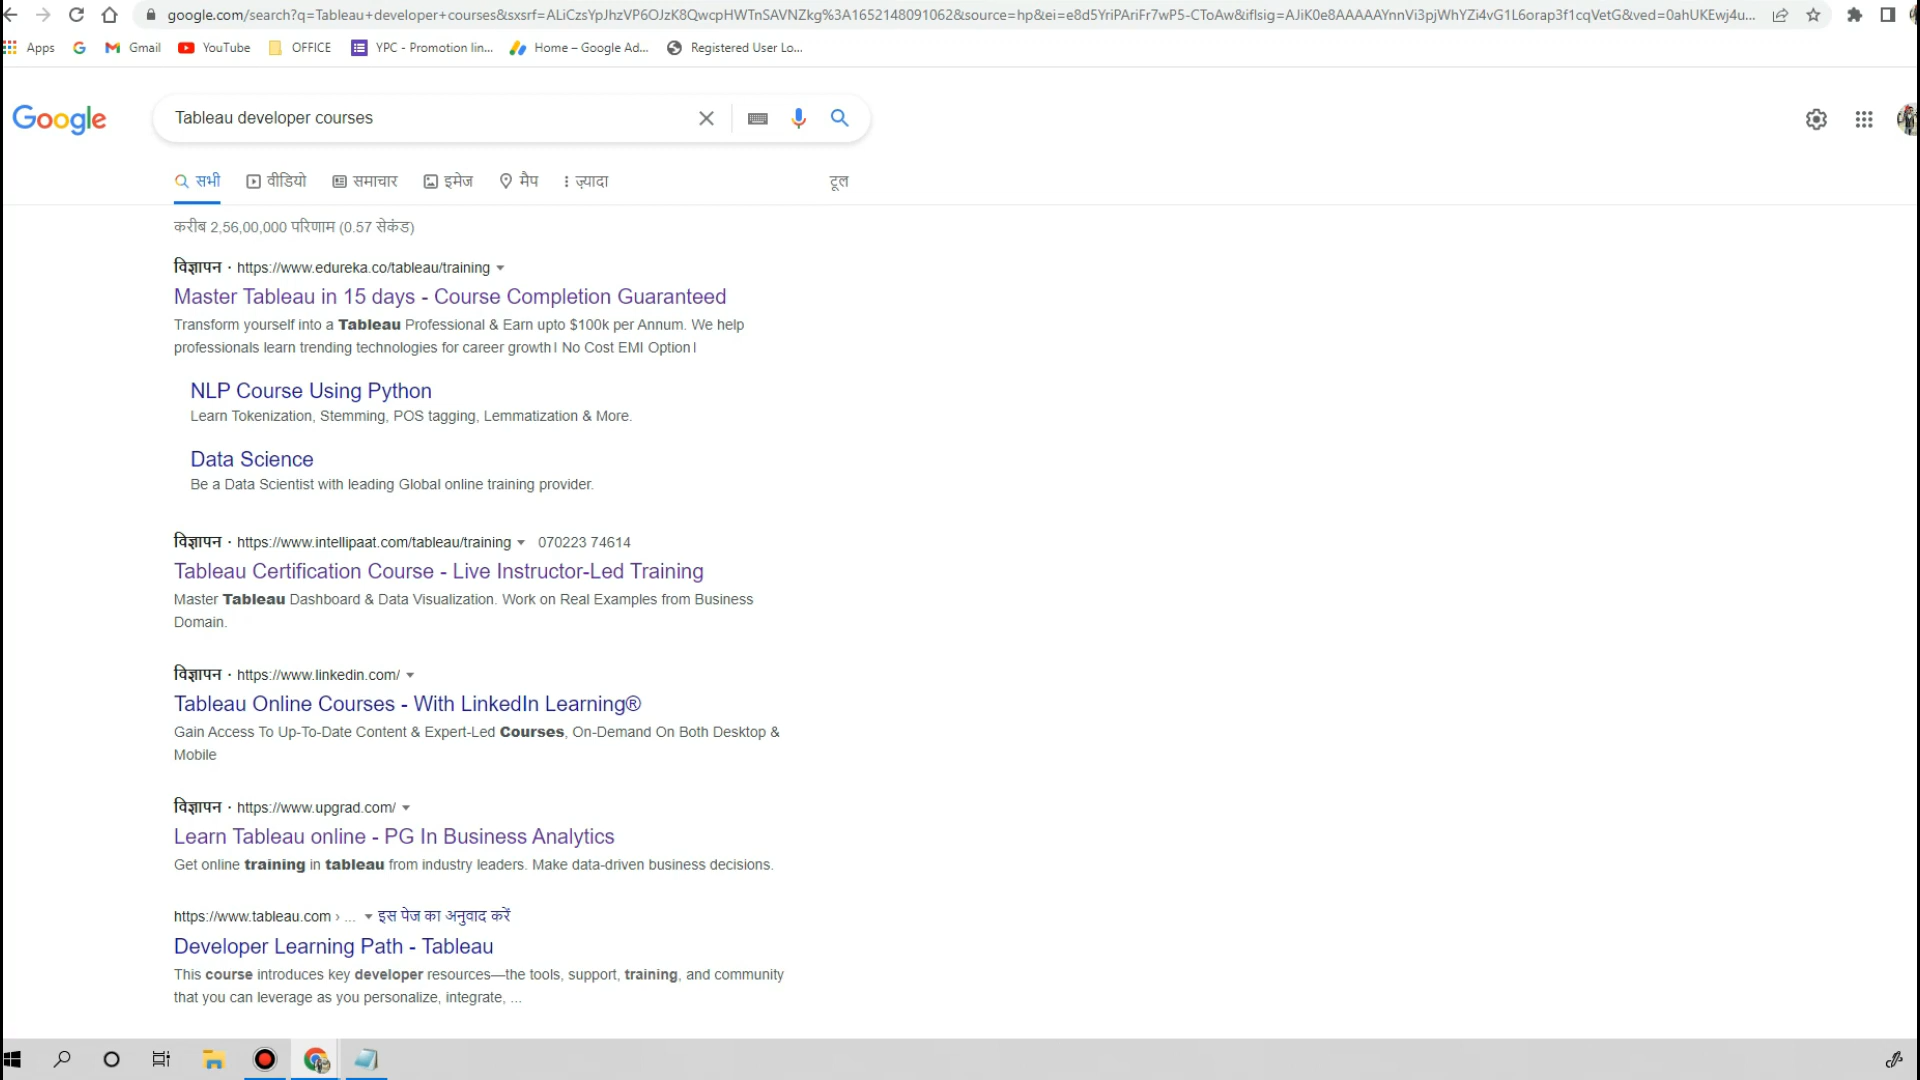 google.com/search?q=Tableau+developer+courses&sxsrf=ALiCzsYpJhzVP6OJzK8QwcpHWTnSAVNZkg%3A1652148091062&source=hp&ei=e8d5YriPAriFr7wP5-CToAw&iflsig=AJiK0e8AAAAAYnnVi3pjWhYZi4vG1L6orap3f1cqVetG&ved=0ahUKEwj4u...
Apps Gmail YouTube OFFICE YPC - Promotion lin... Home – Google Ad... Registered User Lo...
Google Tableau developer courses
सभी वीडियो समाचार इमेज मैप ज़्यादा टूल
करीब 2,56,00,000 परिणाम (0.57 सेकंड)
विज्ञापन · https://www.edureka.co/tableau/training
Master Tableau in 15 days - Course Completion Guaranteed
Transform yourself into a Tableau Professional & Earn upto $100k per Annum. We help
professionals learn trending technologies for career growth। No Cost EMI Option।
NLP Course Using Python
Learn Tokenization, Stemming, POS tagging, Lemmatization & More.
Data Science
Be a Data Scientist with leading Global online training provider.
विज्ञापन · https://www.intellipaat.com/tableau/training 070223 74614
Tableau Certification Course - Live Instructor-Led Training
Master Tableau Dashboard & Data Visualization. Work on Real Examples from Business
Domain.
विज्ञापन · https://www.linkedin.com/
Tableau Online Courses - With LinkedIn Learning®
Gain Access To Up-To-Date Content & Expert-Led Courses, On-Demand On Both Desktop &
Mobile
विज्ञापन · https://www.upgrad.com/
Learn Tableau online - PG In Business Analytics
Get online training in tableau from industry leaders. Make data-driven business decisions.
https://www.tableau.com › ... इस पेज का अनुवाद करें
Developer Learning Path - Tableau
This course introduces key developer resources—the tools, support, training, and community
that you can leverage as you personalize, integrate, ...